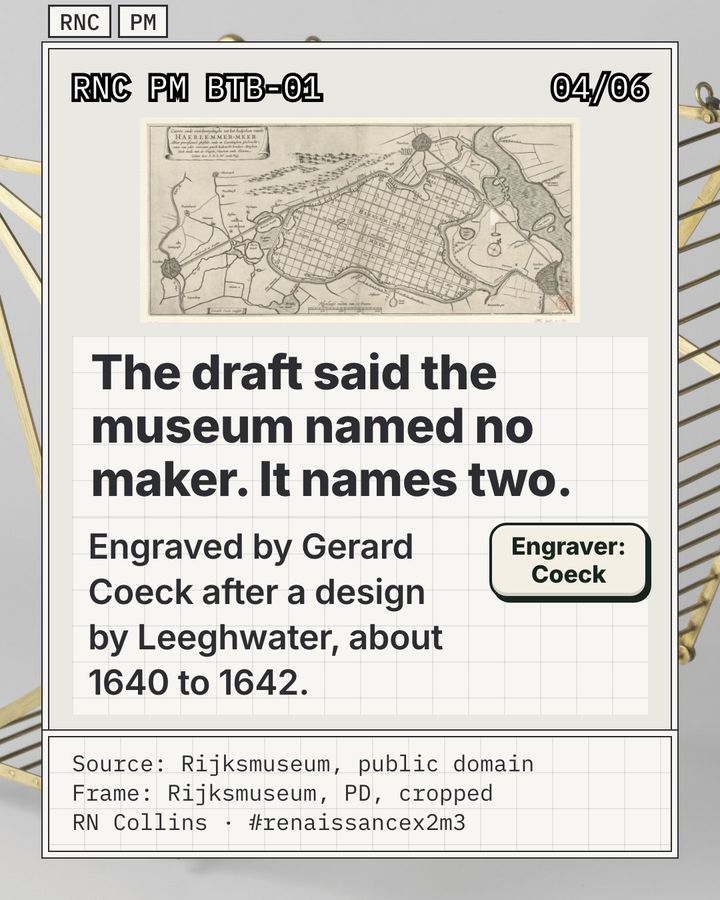 RNC PM
RNC PM BTB-01 04/06
HAERLEMMER-MEER
The draft said the
museum named no
maker. It names two.
Engraved by Gerard
Coeck after a design
by Leeghwater, about
1640 to 1642.
Engraver:
Coeck
Source: Rijksmuseum, public domain
Frame: Rijksmuseum, PD, cropped
RN Collins · #renaissancex2m3